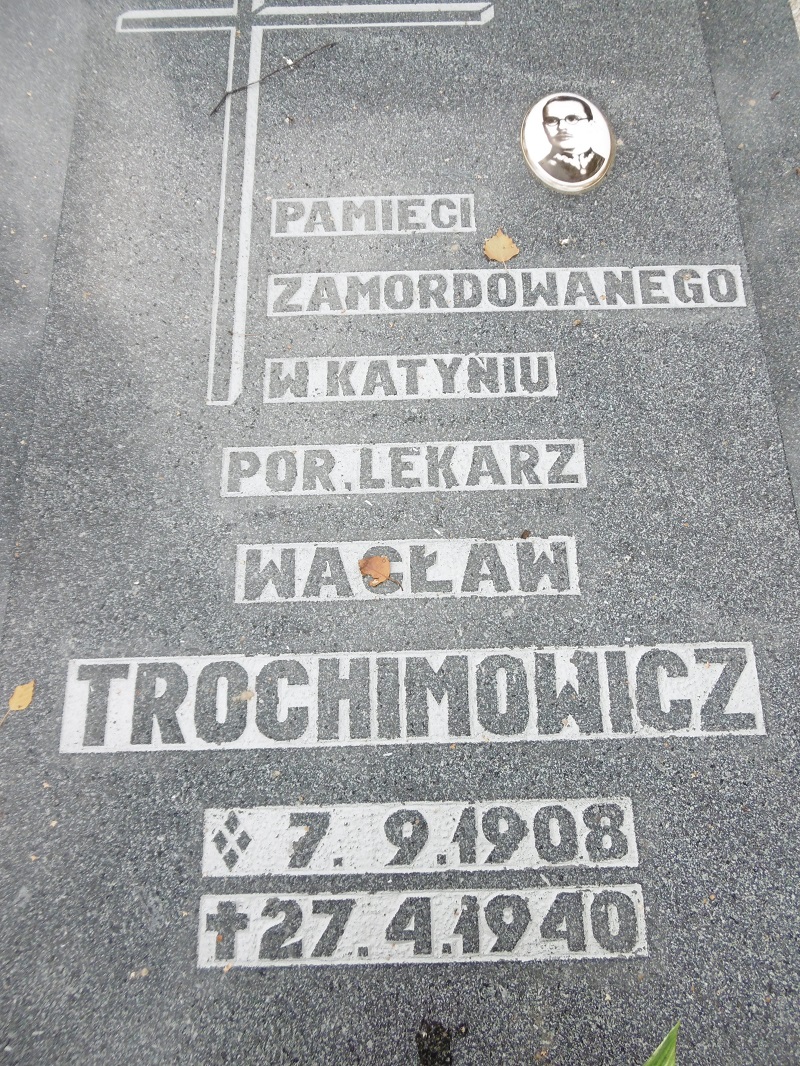 PAMIĘCI
ZAMORDOWANEGO
W KATYNIU
POR. LEKARZ
WACŁAW
TROCHIMOWICZ
7. 9.1908
✝ 27. 4.1940